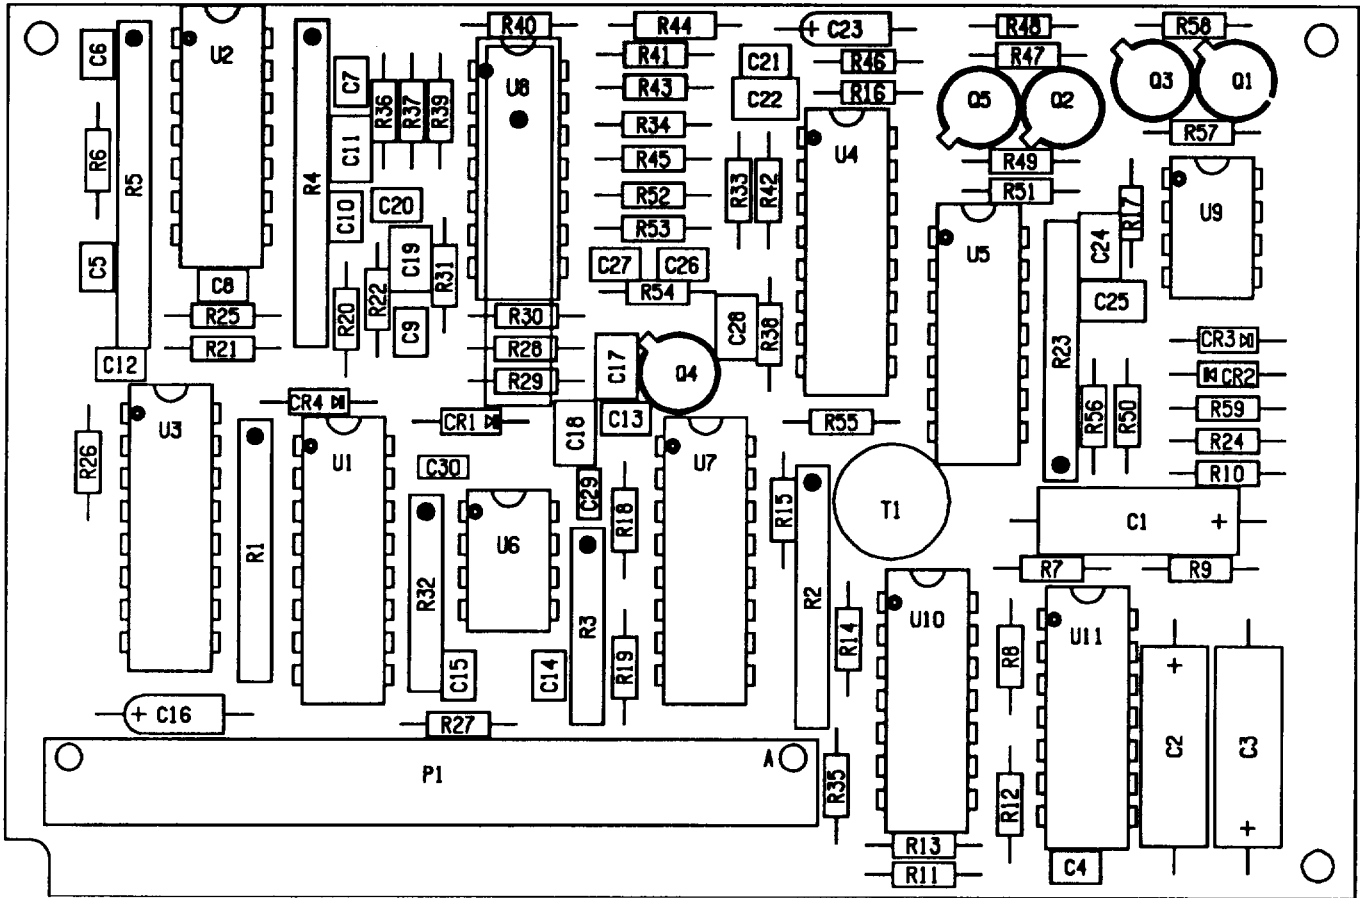 R40 R44 C23 R48 R58
C6 U2 R41 C21 R46 R47 Q3 Q1
C7 R36 R37 R39 U8 R43 C22 R16 Q5 Q2
R6 R5 C11 R4 R34 U4 R57
R45 R33 R42 R49
C10 C20 R52 R51 R17 U9
C5 C19 R31 R53 U5 C24
C8 R20 R22 C27 C26 R54 C25
R25 C9 R30 C28 R38
R21 R28 R23 CR3
C12 R29 C17 Q4 CR2
U3 CR4 CR1 C18 C13 R55 R56 R50 R59
R26 U1 C30 U7 R24
R10
C29 R18 R15 T1 C1 +
R1 R32 U6 R3 R2 R7 R9
R14 U10 R8 U11
C15 C14 R19 +
+ C16 R27
P1 A R35 R12 C2 C3
+
R13
R11 C4